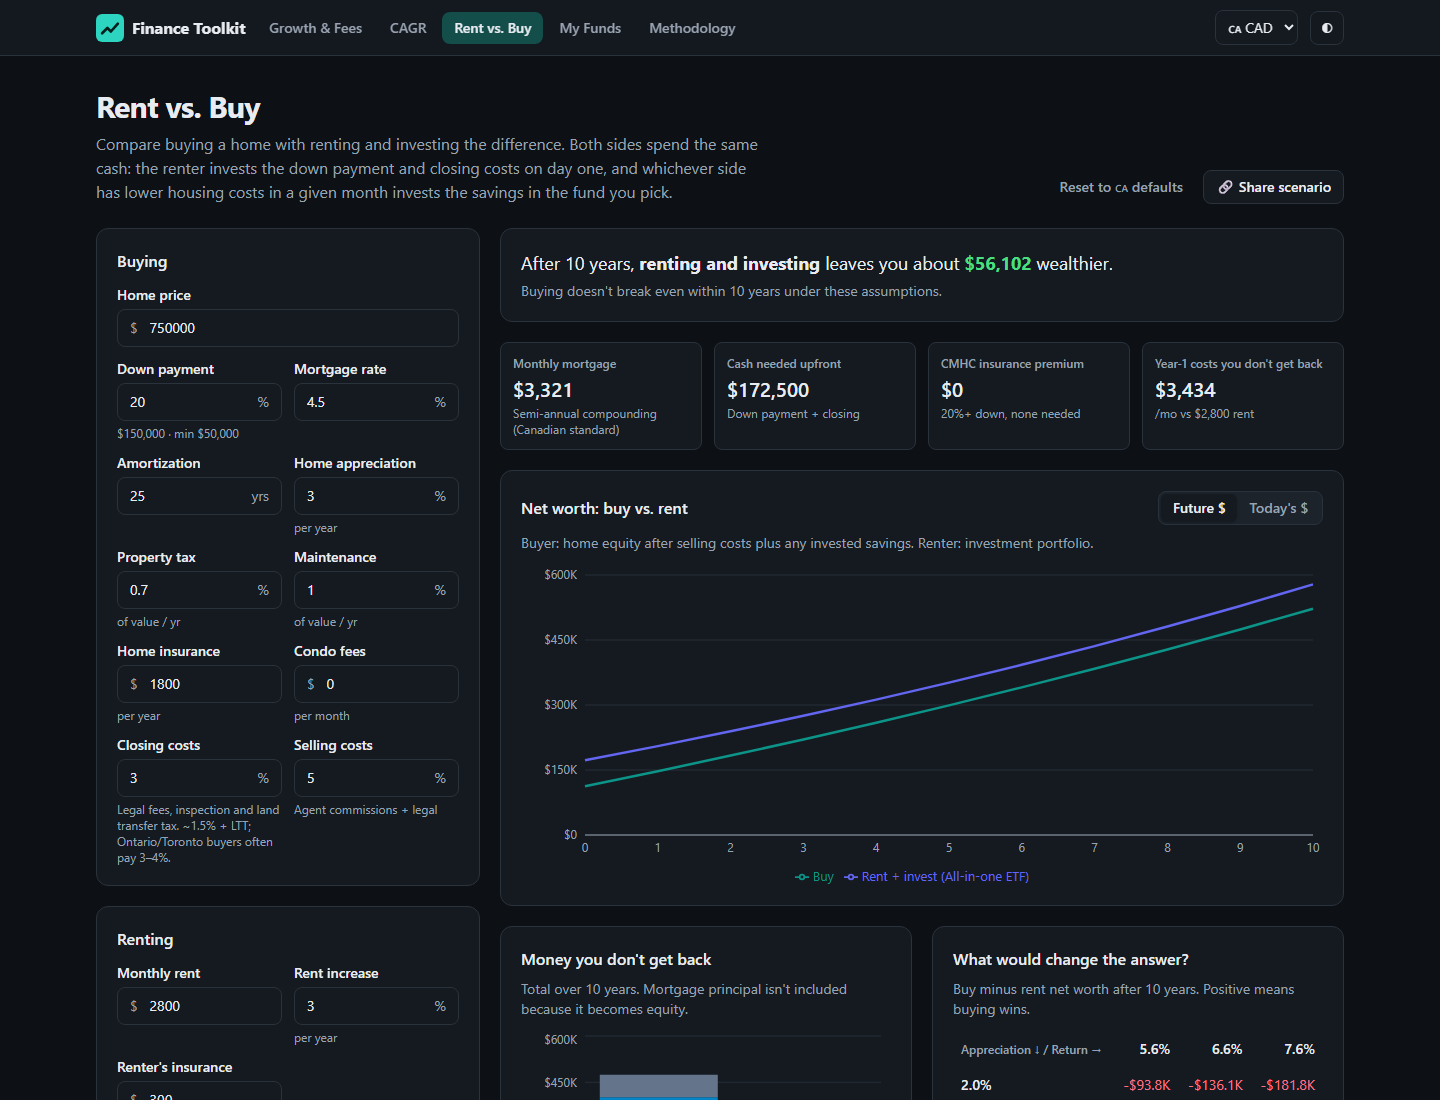 Finance Toolkit
Growth & Fees
CAGR
Rent vs. Buy
My Funds
Methodology
CA CAD
Rent vs. Buy
Compare buying a home with renting and investing the difference. Both sides spend the same
cash: the renter invests the down payment and closing costs on day one, and whichever side
has lower housing costs in a given month invests the savings in the fund you pick.
Reset to CA defaults
Share scenario
Buying
Home price
$ 750000
Down payment
20 %
$150,000 · min $50,000
Mortgage rate
4.5 %
Amortization
25 yrs
Home appreciation
3 %
per year
Property tax
0.7 %
of value / yr
Maintenance
1 %
of value / yr
Home insurance
$ 1800
per year
Condo fees
$ 0
per month
Closing costs
3 %
Legal fees, inspection and land
transfer tax. ~1.5% + LTT;
Ontario/Toronto buyers often
pay 3–4%.
Selling costs
5 %
Agent commissions + legal
Renting
Monthly rent
$ 2800
Rent increase
3 %
per year
Renter's insurance
$ 300
After 10 years, renting and investing leaves you about $56,102 wealthier.
Buying doesn't break even within 10 years under these assumptions.
Monthly mortgage
$3,321
Semi-annual compounding
(Canadian standard)
Cash needed upfront
$172,500
Down payment + closing
CMHC insurance premium
$0
20%+ down, none needed
Year-1 costs you don't get back
$3,434
/mo vs $2,800 rent
Net worth: buy vs. rent
Future $
Today's $
Buyer: home equity after selling costs plus any invested savings. Renter: investment portfolio.
$600K
$450K
$300K
$150K
$0
0 1 2 3 4 5 6 7 8 9 10
Buy
Rent + invest (All-in-one ETF)
Money you don't get back
Total over 10 years. Mortgage principal isn't included
because it becomes equity.
$600K
$450K
What would change the answer?
Buy minus rent net worth after 10 years. Positive means
buying wins.
Appreciation ↓ / Return → 5.6% 6.6% 7.6%
2.0% -$93.8K -$136.1K -$181.8K